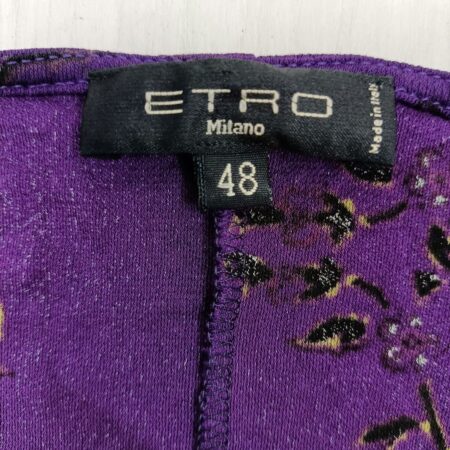 ETRO
Milano
Made in Italy
48